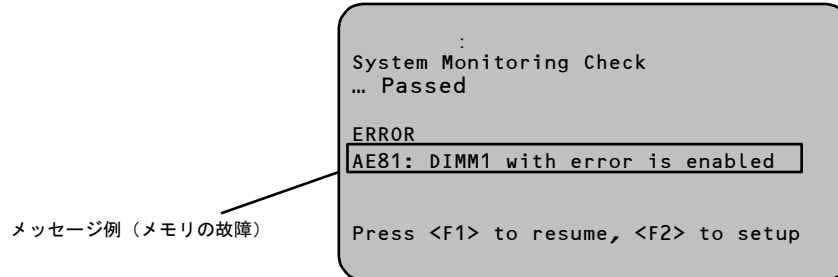 :
System Monitoring Check
… Passed
ERROR
AE81: DIMM1 with error is enabled
メッセージ例（メモリの故障）
Press <F1> to resume, <F2> to setup